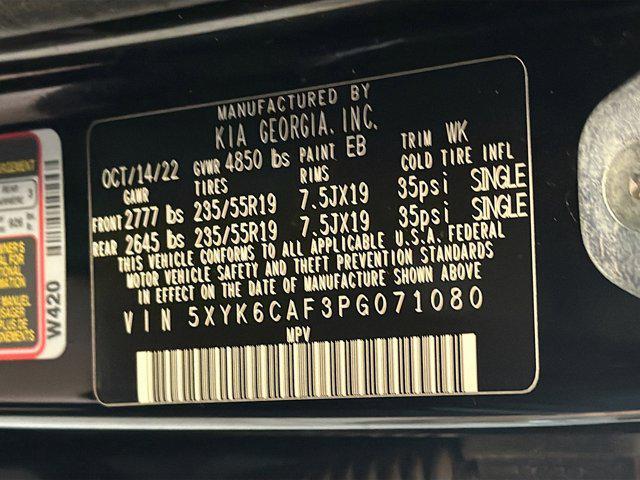 MANUFACTURED BY
KIA GEORGIA, INC.
OCT/14/22 GVWR 4850 lbs PAINT EB TRIM WK
GAWR TIRES RIMS COLD TIRE INFL
FRONT 2777 lbs 235/55R19 7.5JX19 35psi SINGLE
REAR 2645 lbs 235/55R19 7.5JX19 35psi SINGLE
THIS VEHICLE CONFORMS TO ALL APPLICABLE U.S.A. FEDERAL
MOTOR VEHICLE SAFETY AND THEFT PREVENTION STANDARDS
IN EFFECT ON THE DATE OF MANUFACTURE SHOWN ABOVE
VIN 5XYK6CAF3PG071080
MPV
W420